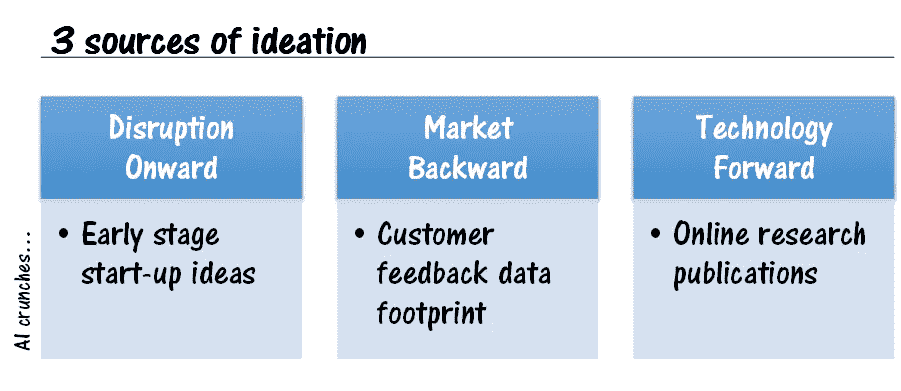 3 sources of ideation
Disruption
Onward
Market
Backward
Technology
Forward
AI crunches...
• Early stage
start-up ideas
• Customer
feedback data
footprint
• Online research
publications